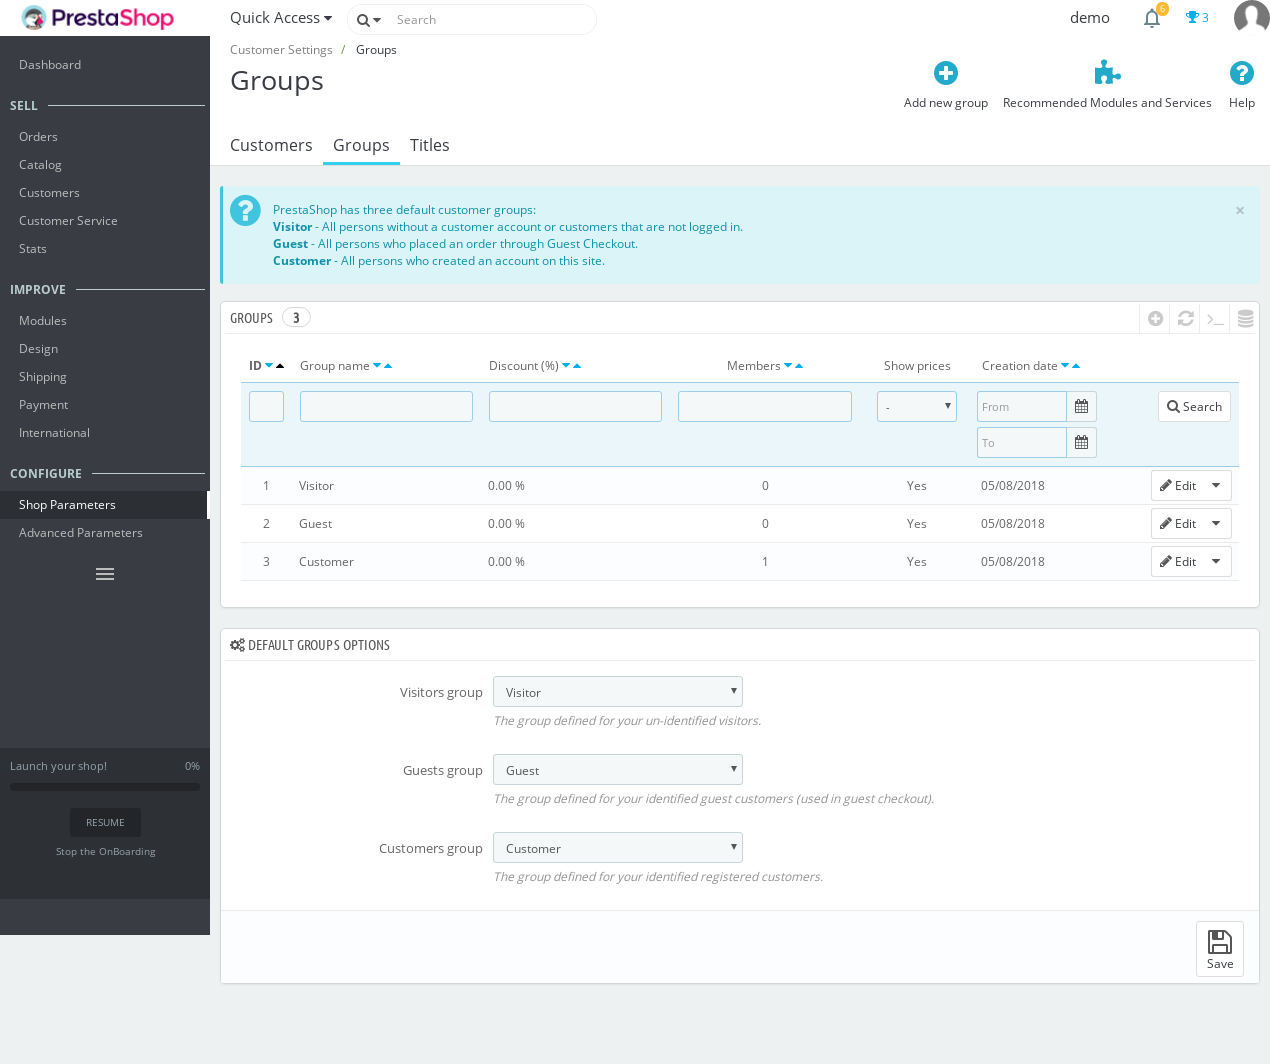 PrestaShop
Quick Access
Search
demo
6
3
Dashboard
SELL
Orders
Catalog
Customers
Customer Service
Stats
IMPROVE
Modules
Design
Shipping
Payment
International
CONFIGURE
Shop Parameters
Advanced Parameters
Launch your shop! 0%
RESUME
Stop the OnBoarding
Customer Settings / Groups
Groups
Add new group
Recommended Modules and Services
Help
Customers Groups Titles
PrestaShop has three default customer groups:
Visitor - All persons without a customer account or customers that are not logged in.
Guest - All persons who placed an order through Guest Checkout.
Customer - All persons who created an account on this site.
×
GROUPS 3
ID Group name Discount (%) Members Show prices Creation date
- From Search
To
1 Visitor 0.00 % 0 Yes 05/08/2018 Edit
2 Guest 0.00 % 0 Yes 05/08/2018 Edit
3 Customer 0.00 % 1 Yes 05/08/2018 Edit
DEFAULT GROUPS OPTIONS
Visitors group Visitor
The group defined for your un-identified visitors.
Guests group Guest
The group defined for your identified guest customers (used in guest checkout).
Customers group Customer
The group defined for your identified registered customers.
Save